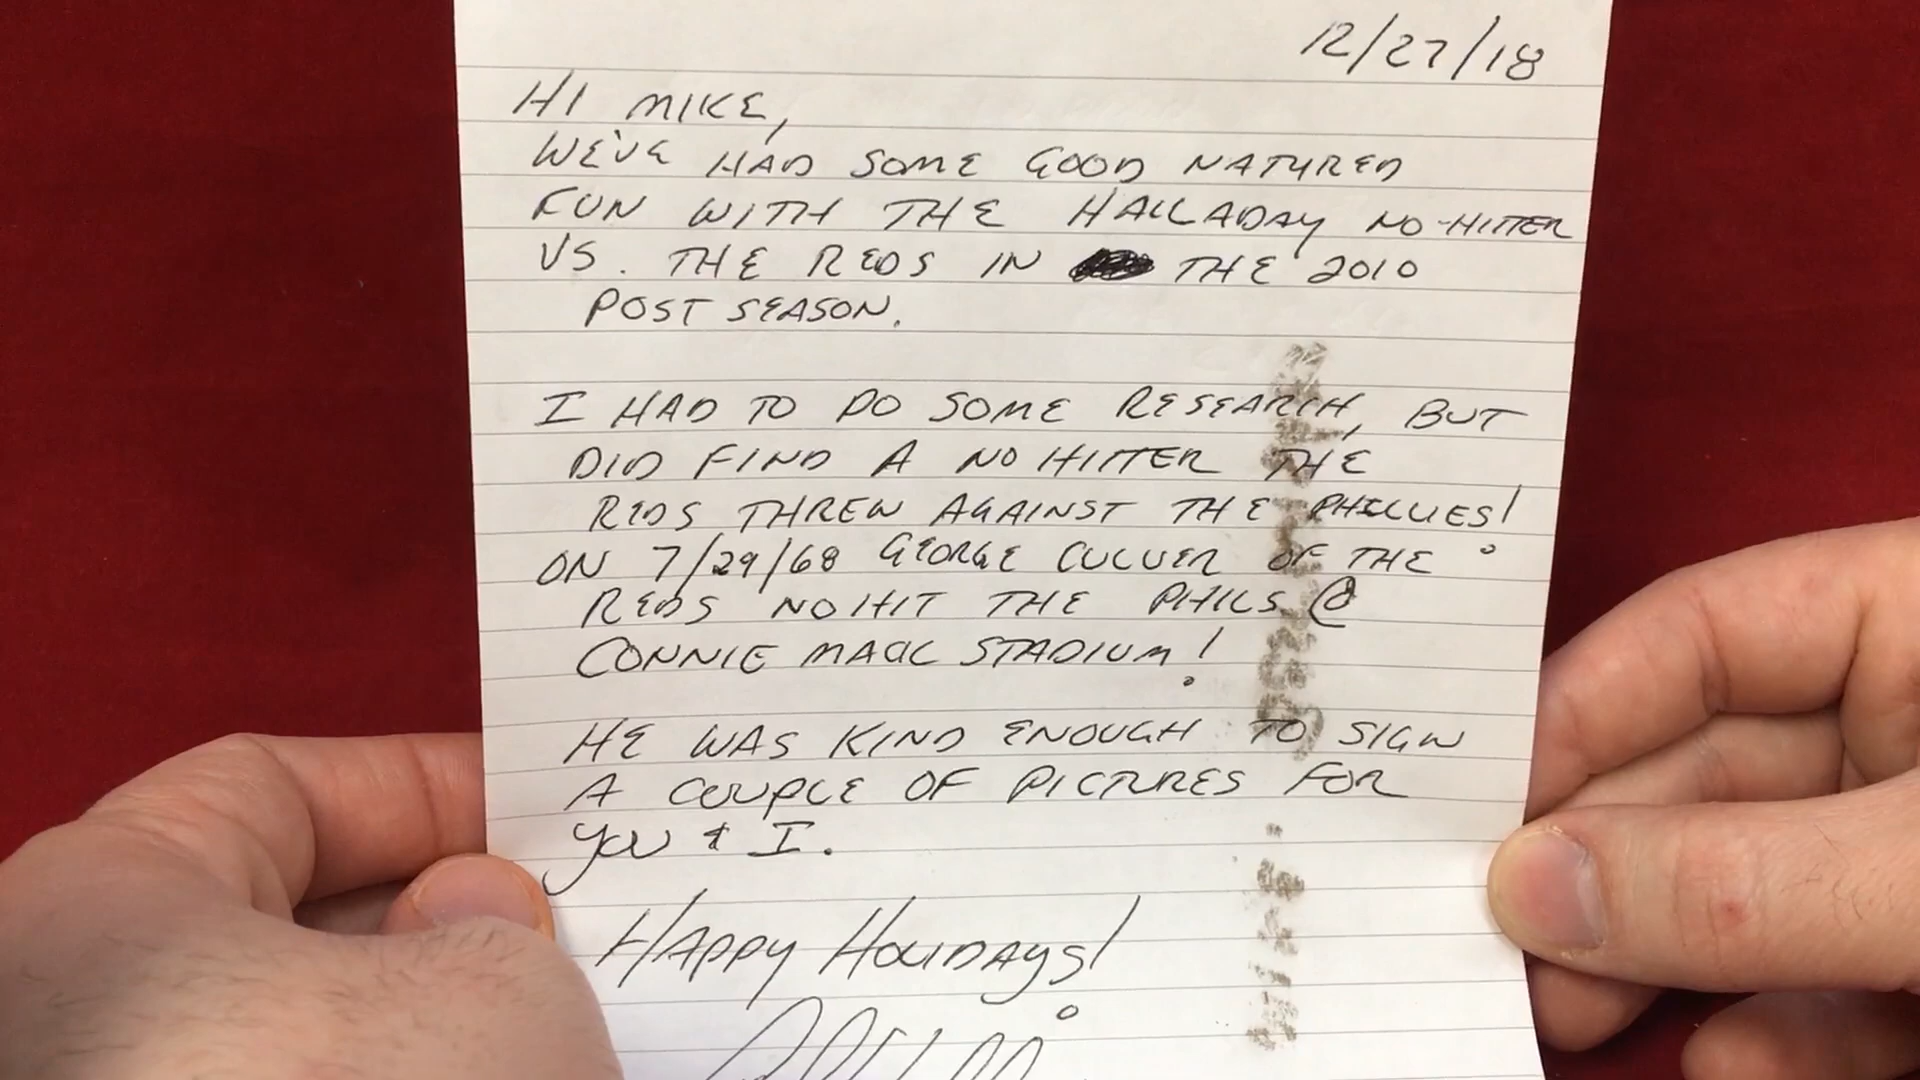 12/27/18
HI MIKE,
WE'VE HAD SOME GOOD NATURED
FUN WITH THE HALLADAY NO-HITTER
VS. THE REDS IN THE 2010
POST SEASON.
I HAD TO DO SOME RESEARCH, BUT
DID FIND A NO HITTER THE
REDS THREW AGAINST THE PHILLIES!
ON 7/29/68 GEORGE CULVER OF THE
REDS NO HIT THE PHILS @
CONNIE MACK STADIUM!
HE WAS KIND ENOUGH TO SIGN
A COUPLE OF PICTURES FOR
YOU & I.
HAPPY HOLIDAYS!